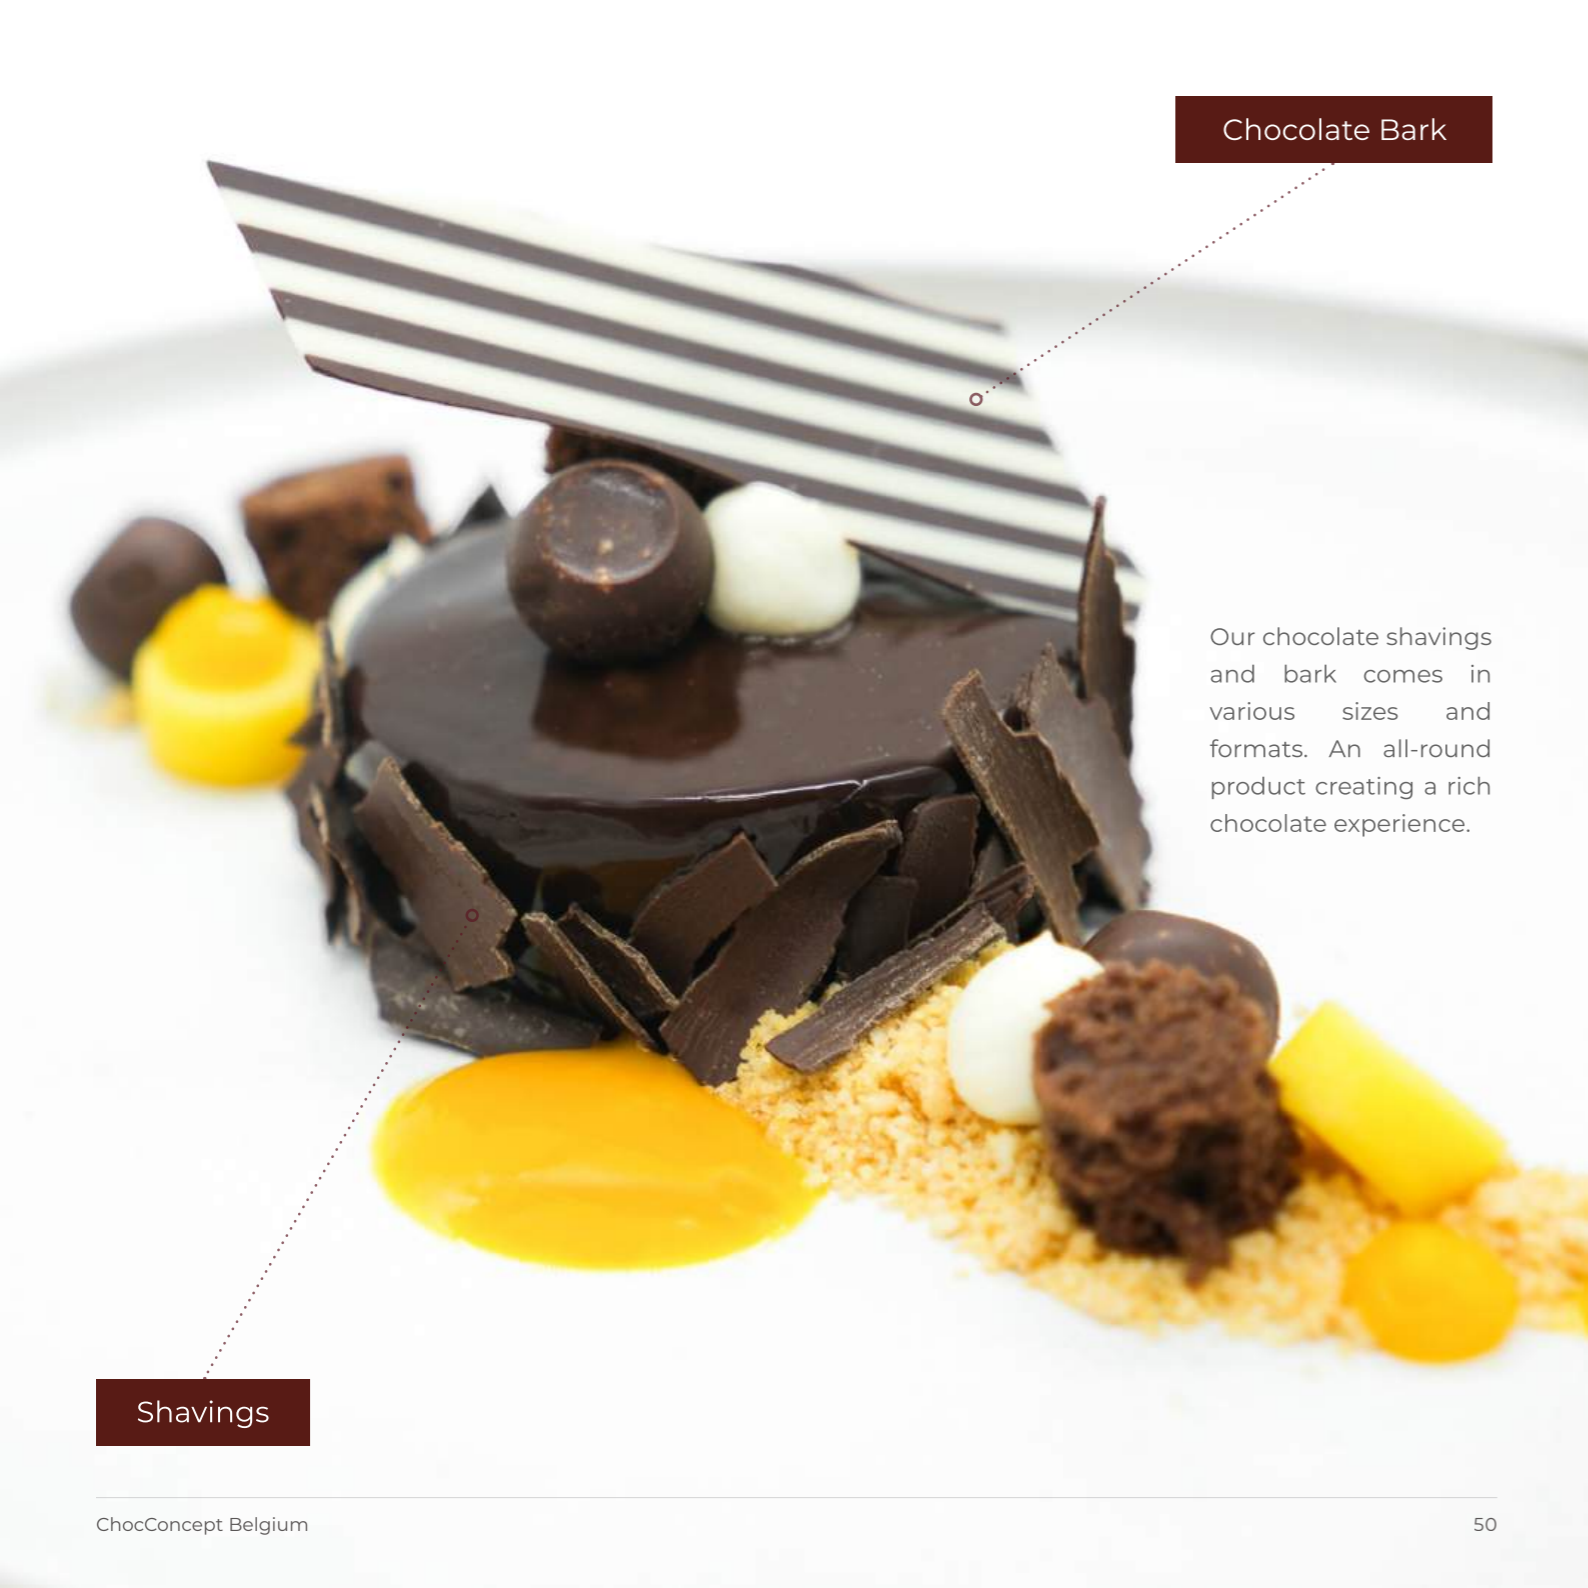 Chocolate Bark
Our chocolate shavings
and bark comes in
various sizes and
formats. An all-round
product creating a rich
chocolate experience.
Shavings
ChocConcept Belgium
50